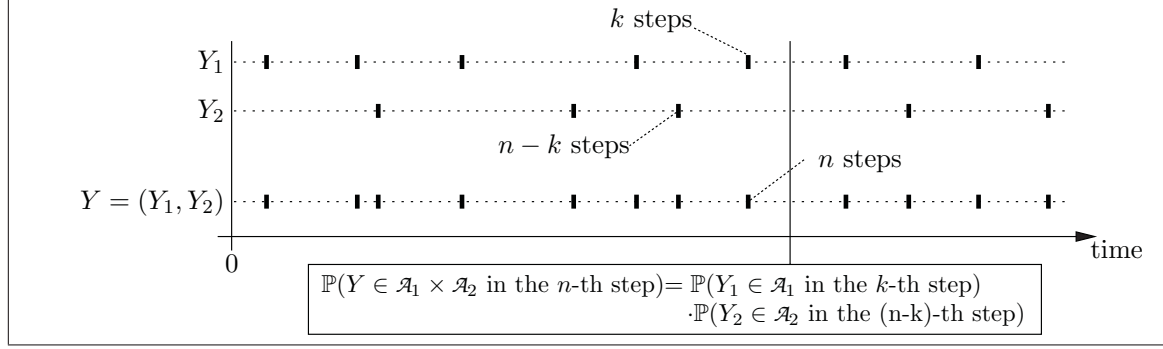 k steps
Y₁
Y₂
n − k steps
n steps
Y = (Y₁, Y₂)
0
time
ℙ(Y ∈ 𝒜₁ × 𝒜₂ in the n-th step)= ℙ(Y₁ ∈ 𝒜₁ in the k-th step)
·ℙ(Y₂ ∈ 𝒜₂ in the (n-k)-th step)